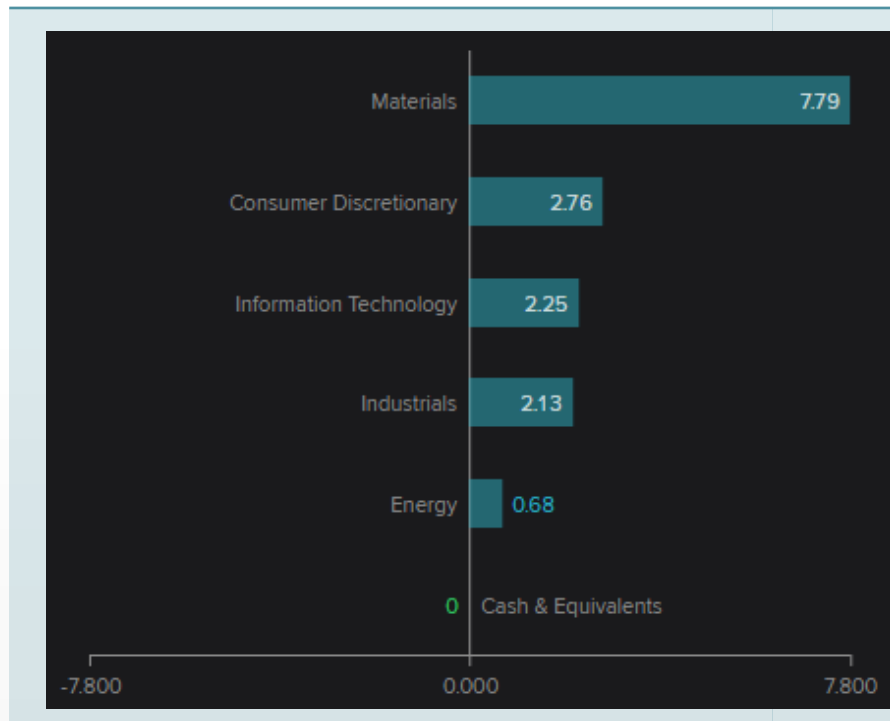 Materials 7.79
Consumer Discretionary 2.76
Information Technology 2.25
Industrials 2.13
Energy 0.68
0 Cash & Equivalents
-7.800 0.000 7.800